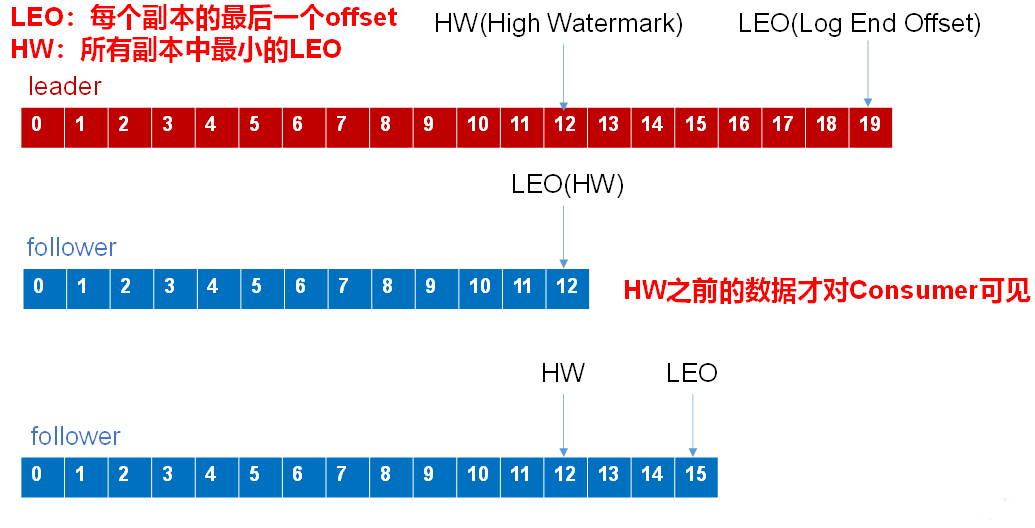 LEO：每个副本的最后一个offset
HW：所有副本中最小的LEO
HW(High Watermark)
LEO(Log End Offset)
leader
0 1 2 3 4 5 6 7 8 9 10 11 12 13 14 15 16 17 18 19
LEO(HW)
follower
0 1 2 3 4 5 6 7 8 9 10 11 12
HW之前的数据才对Consumer可见
HW
LEO
follower
0 1 2 3 4 5 6 7 8 9 10 11 12 13 14 15